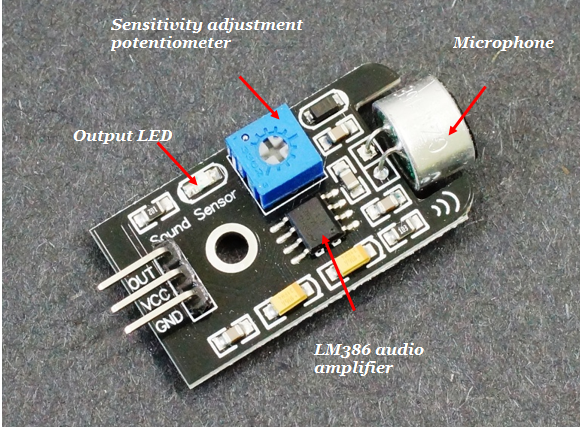 Sensitivity adjustment
potentiometer
Microphone
Output LED
Sound Sensor
OUT
VCC
GND
LM386 audio
amplifier